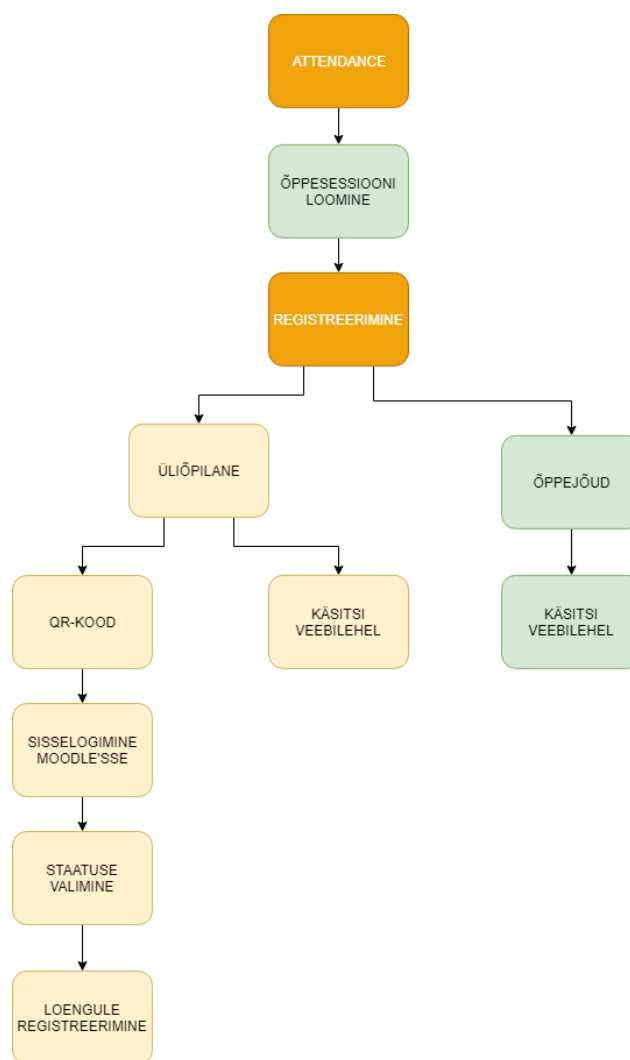 ATTENDANCE
ÕPPESESSIOONI
LOOMINE
REGISTREERIMINE
ÜLIÕPILANE
ÕPPEJÕUD
QR-KOOD
KÄSITSI
VEEBILEHEL
KÄSITSI
VEEBILEHEL
SISSELOGIMINE
MOODLE'SSE
STAATUSE
VALIMINE
LOENGULE
REGISTREERIMINE